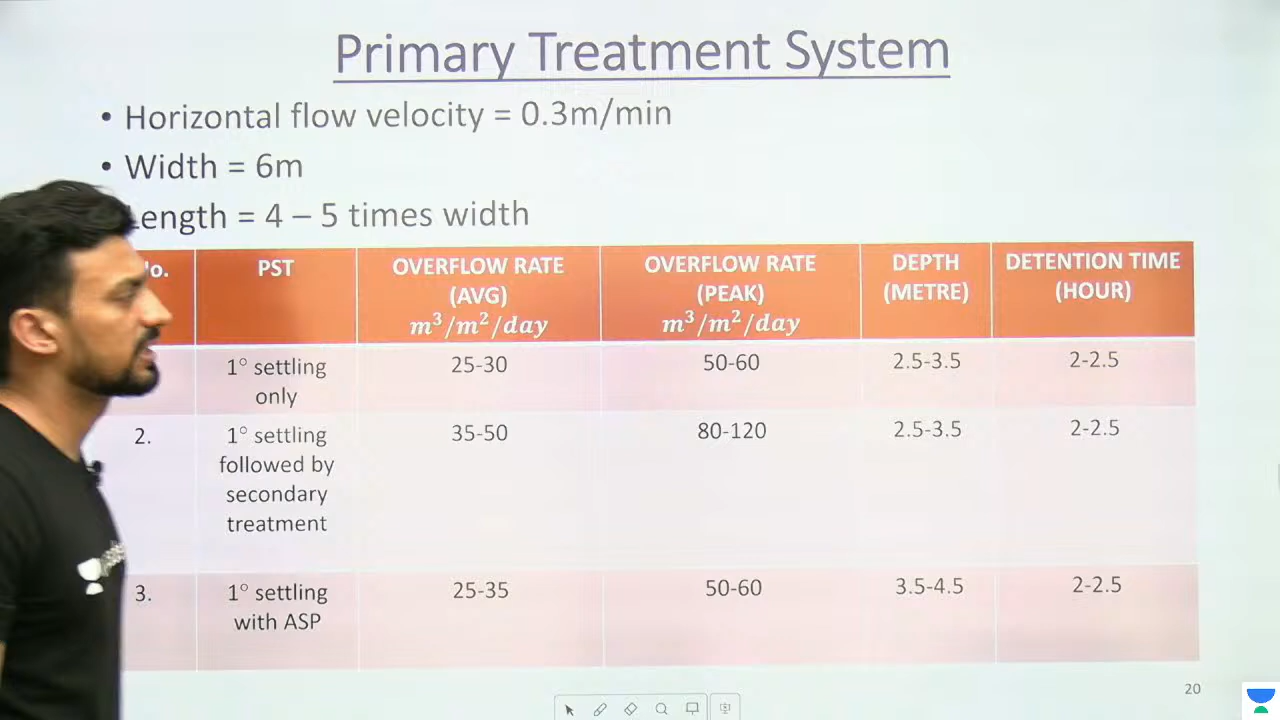 Primary Treatment System
• Horizontal flow velocity = 0.3m/min
• Width = 6m
Length = 4 – 5 times width
No. PST OVERFLOW RATE (AVG) m³/m²/day OVERFLOW RATE (PEAK) m³/m²/day DEPTH (METRE) DETENTION TIME (HOUR)
1° settling only 25-30 50-60 2.5-3.5 2-2.5
2. 1° settling followed by secondary treatment 35-50 80-120 2.5-3.5 2-2.5
3. 1° settling with ASP 25-35 50-60 3.5-4.5 2-2.5
20